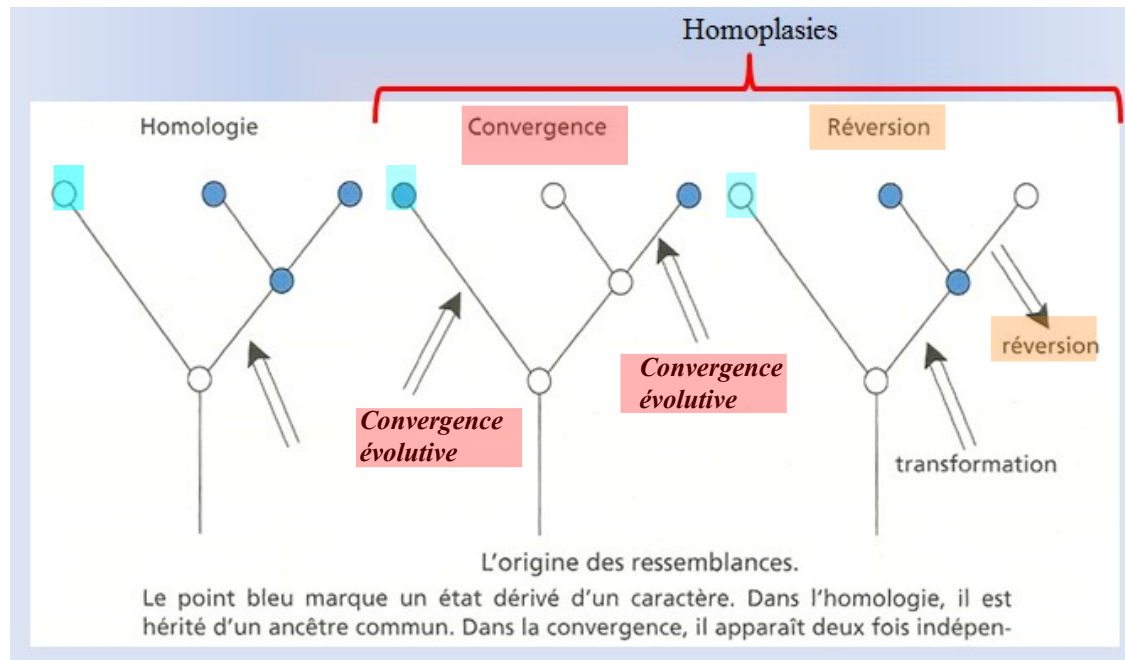 Homoplasies
Homologie
Convergence
Réversion
réversion
Convergence
évolutive
Convergence
évolutive
transformation
L'origine des ressemblances.
Le point bleu marque un état dérivé d'un caractère. Dans l'homologie, il est
hérité d'un ancêtre commun. Dans la convergence, il apparaît deux fois indépen-